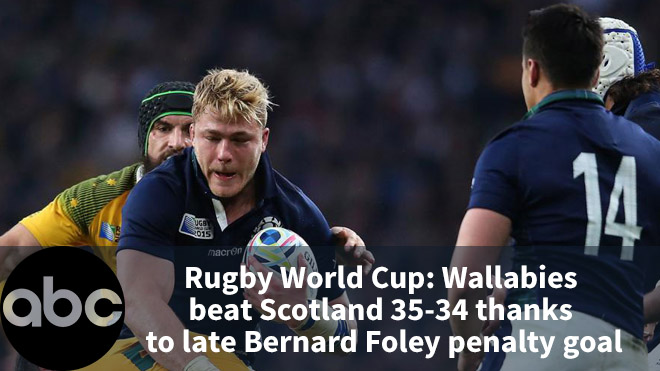 RUGBY
WORLD CUP
2015
macron
14
abc
Rugby World Cup: Wallabies
beat Scotland 35-34 thanks
to late Bernard Foley penalty goal